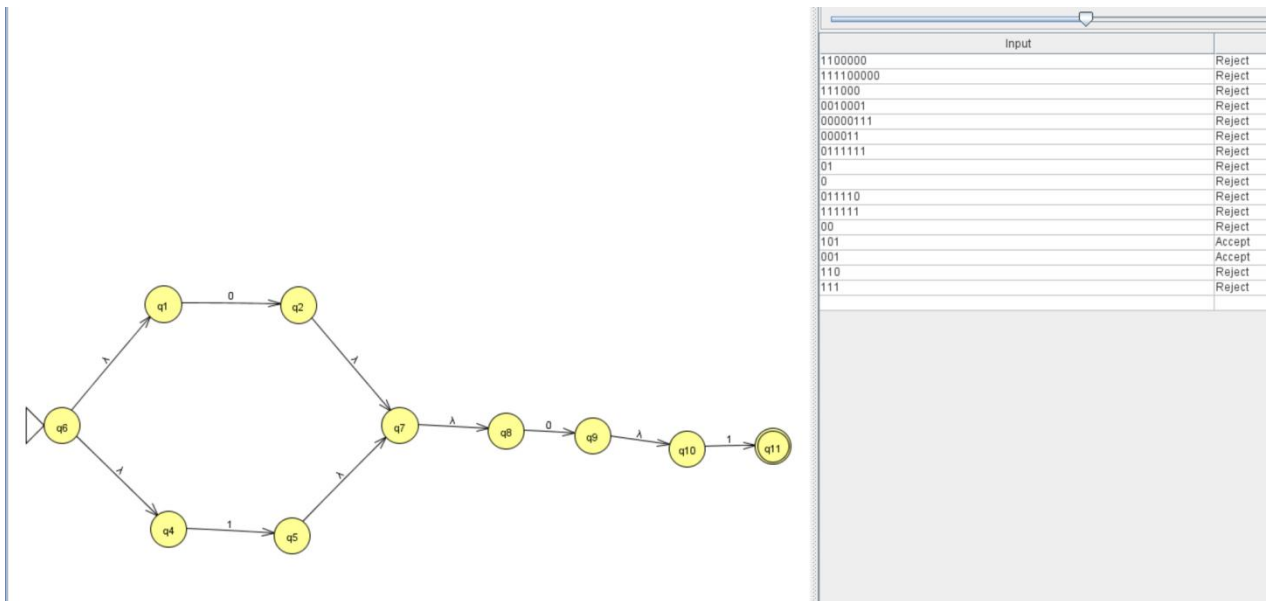 Input
1100000 Reject
111100000 Reject
111000 Reject
0010001 Reject
00000111 Reject
000011 Reject
0111111 Reject
01 Reject
0 Reject
011110 Reject
111111 Reject
00 Reject
101 Accept
001 Accept
110 Reject
111 Reject
q1 0 q2
λ λ
q6 q7 λ q8 0 q9 λ q10 1 q11
λ λ
q4 1 q5